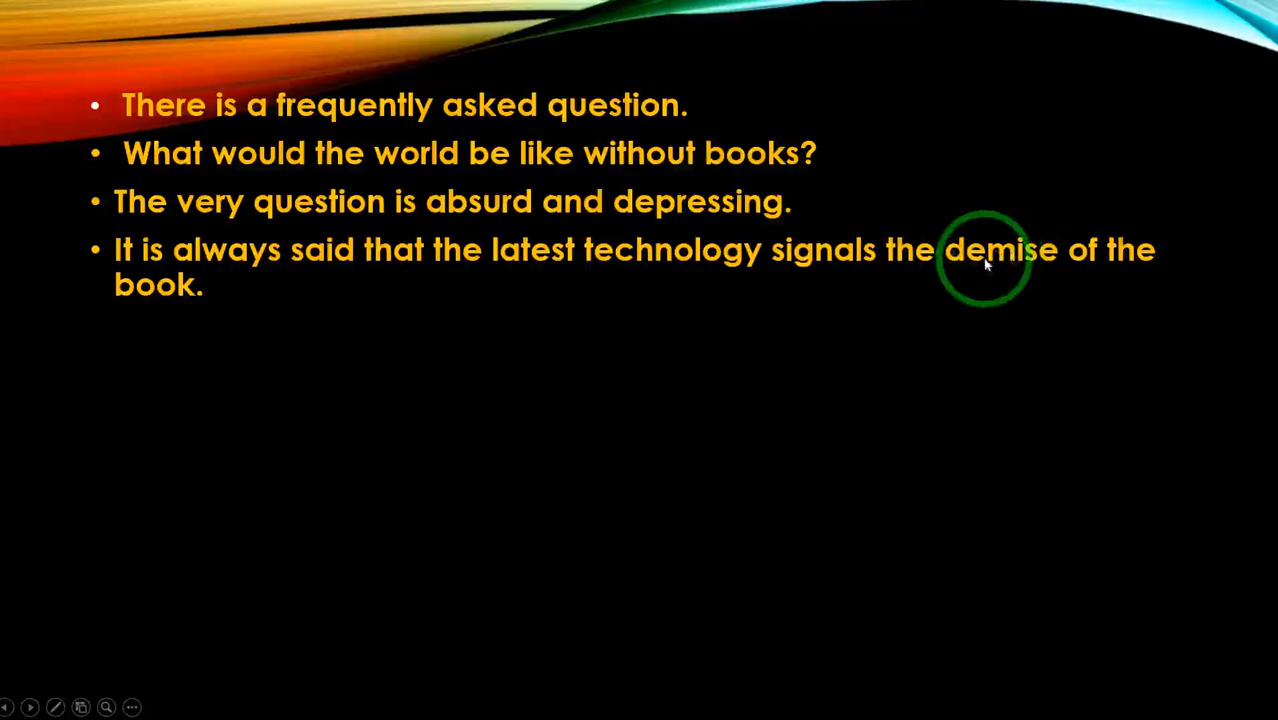 • There is a frequently asked question.
• What would the world be like without books?
• The very question is absurd and depressing.
• It is always said that the latest technology signals the demise of the
book.